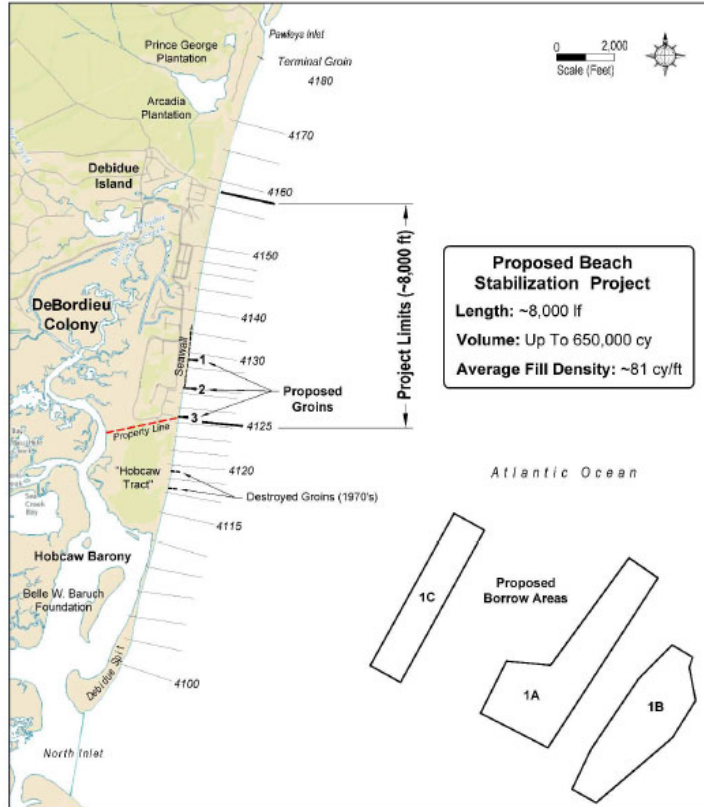 Pawleys Inlet
Prince George
Plantation
Terminal Groin
4180
0 2,000
Scale (Feet)
Arcadia
Plantation
4170
Debidue
Island
4160
4150
Project Limits (~8,000 ft)
Proposed Beach
Stabilization Project
Length: ~8,000 lf
Volume: Up To 650,000 cy
Average Fill Density: ~81 cy/ft
DeBordieu
Colony
4140
Seawall
1
4130
2
Proposed
Groins
3
4125
Property Line
"Hobcaw
Tract"
4120
Destroyed Groins (1970's)
4115
Atlantic Ocean
Creek
Bay
Hobcaw Barony
Belle W. Baruch
Foundation
Proposed
Borrow Areas
1C
1A
1B
4100
Debidue Spit
North Inlet